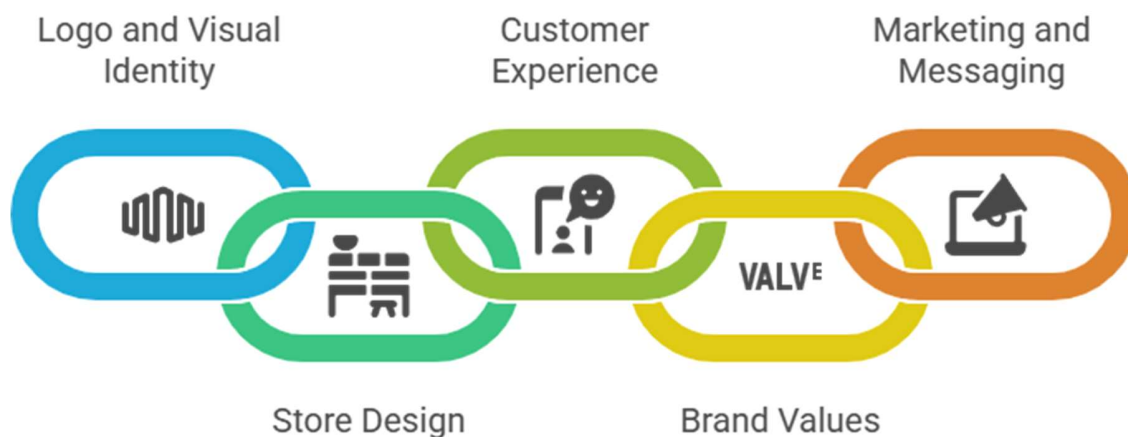 Logo and Visual
Identity
Customer
Experience
Marketing and
Messaging
VALVE
Store Design
Brand Values